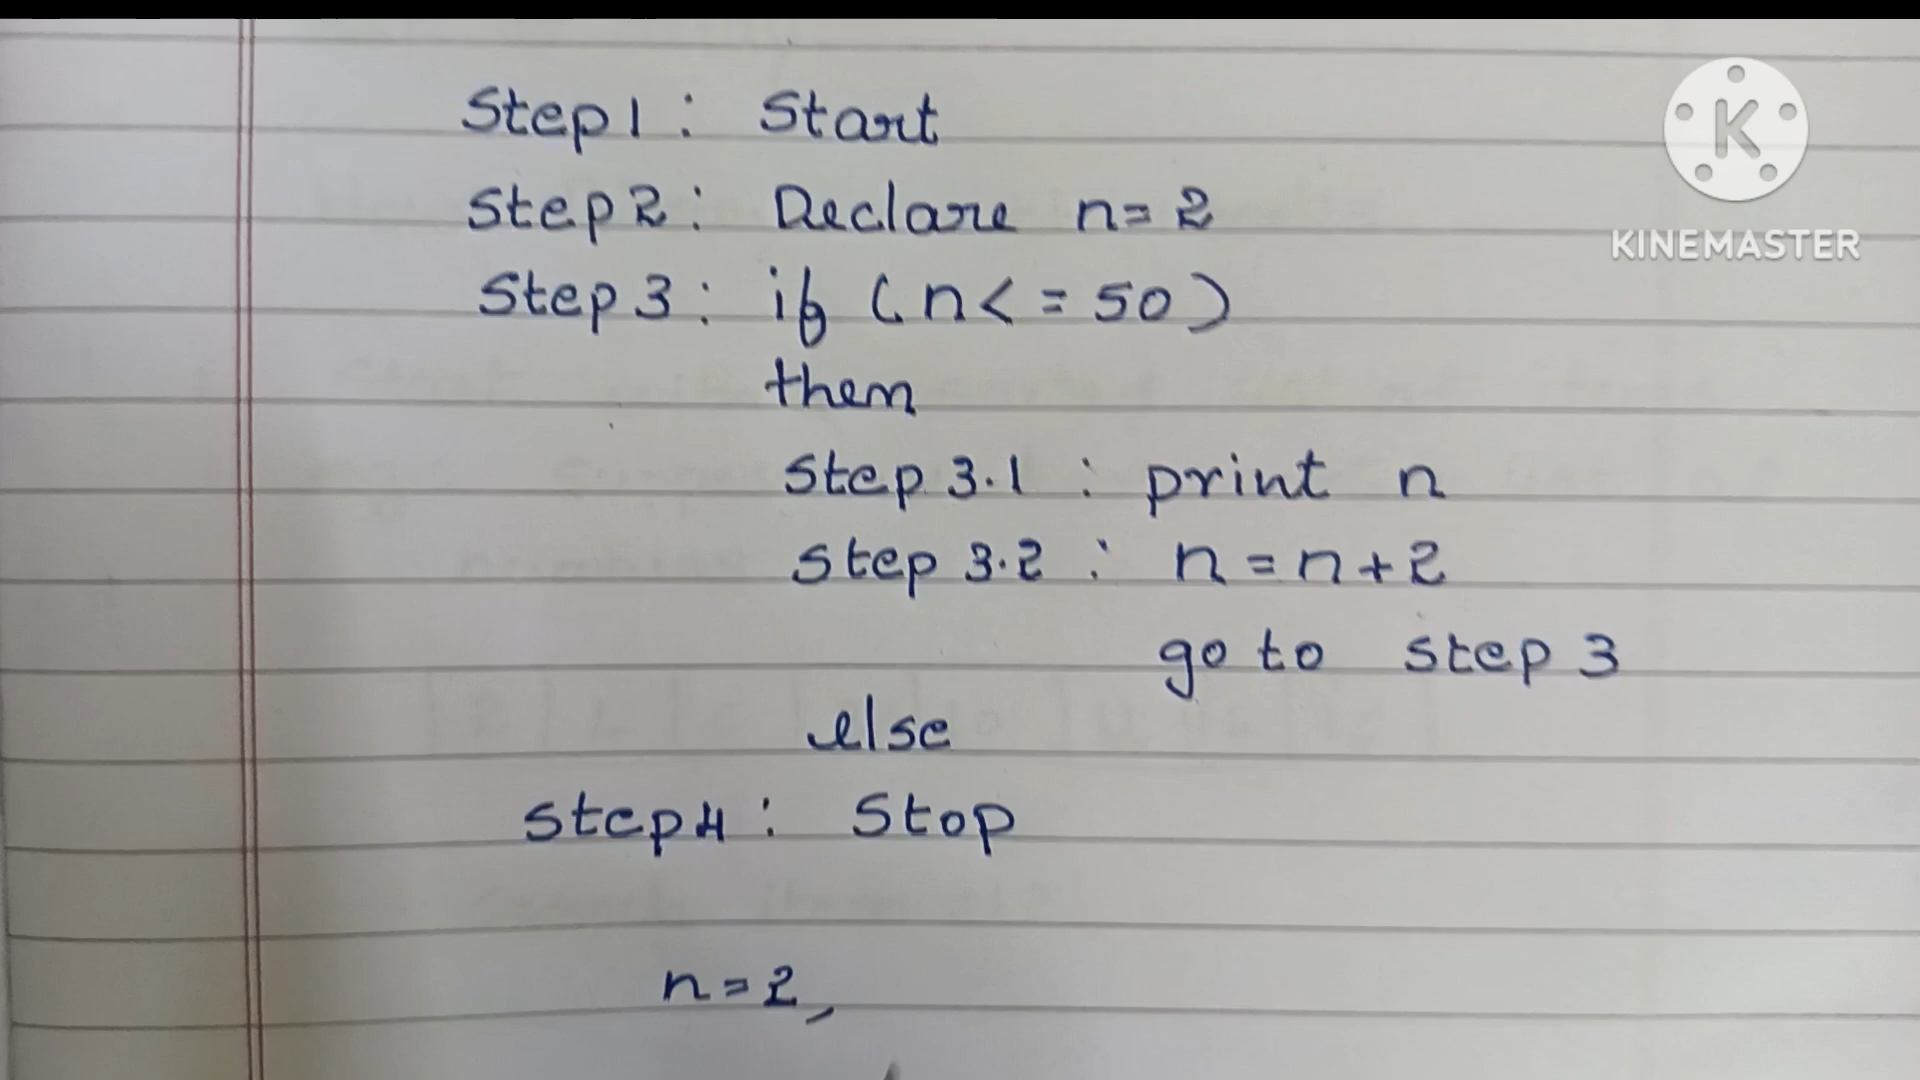 Step 1 : Start
Step 2 : Declare n = 2
Step 3 : if (n < = 50)
then
Step 3.1 : print n
Step 3.2 : n = n + 2
go to step 3
else
Step 4 : Stop
n = 2,
K
KINEMASTER